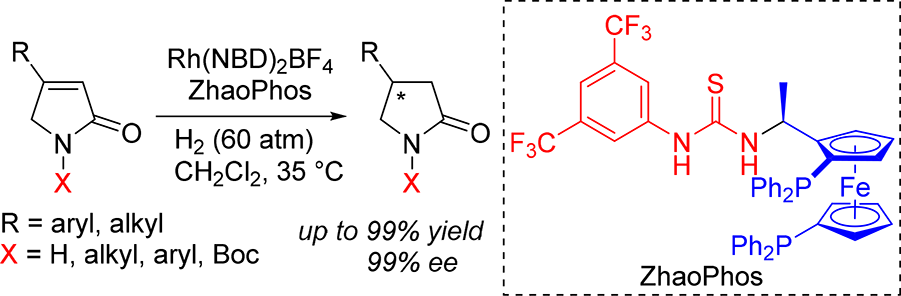 R
N
X
O
R = aryl, alkyl
X = H, alkyl, aryl, Boc
Rh(NBD)2BF4
ZhaoPhos
H2 (60 atm)
CH2Cl2, 35 °C
R
*
N
X
O
up to 99% yield
99% ee
CF3
F3C
N
H
S
N
H
Ph2P
Fe
Ph2P
ZhaoPhos